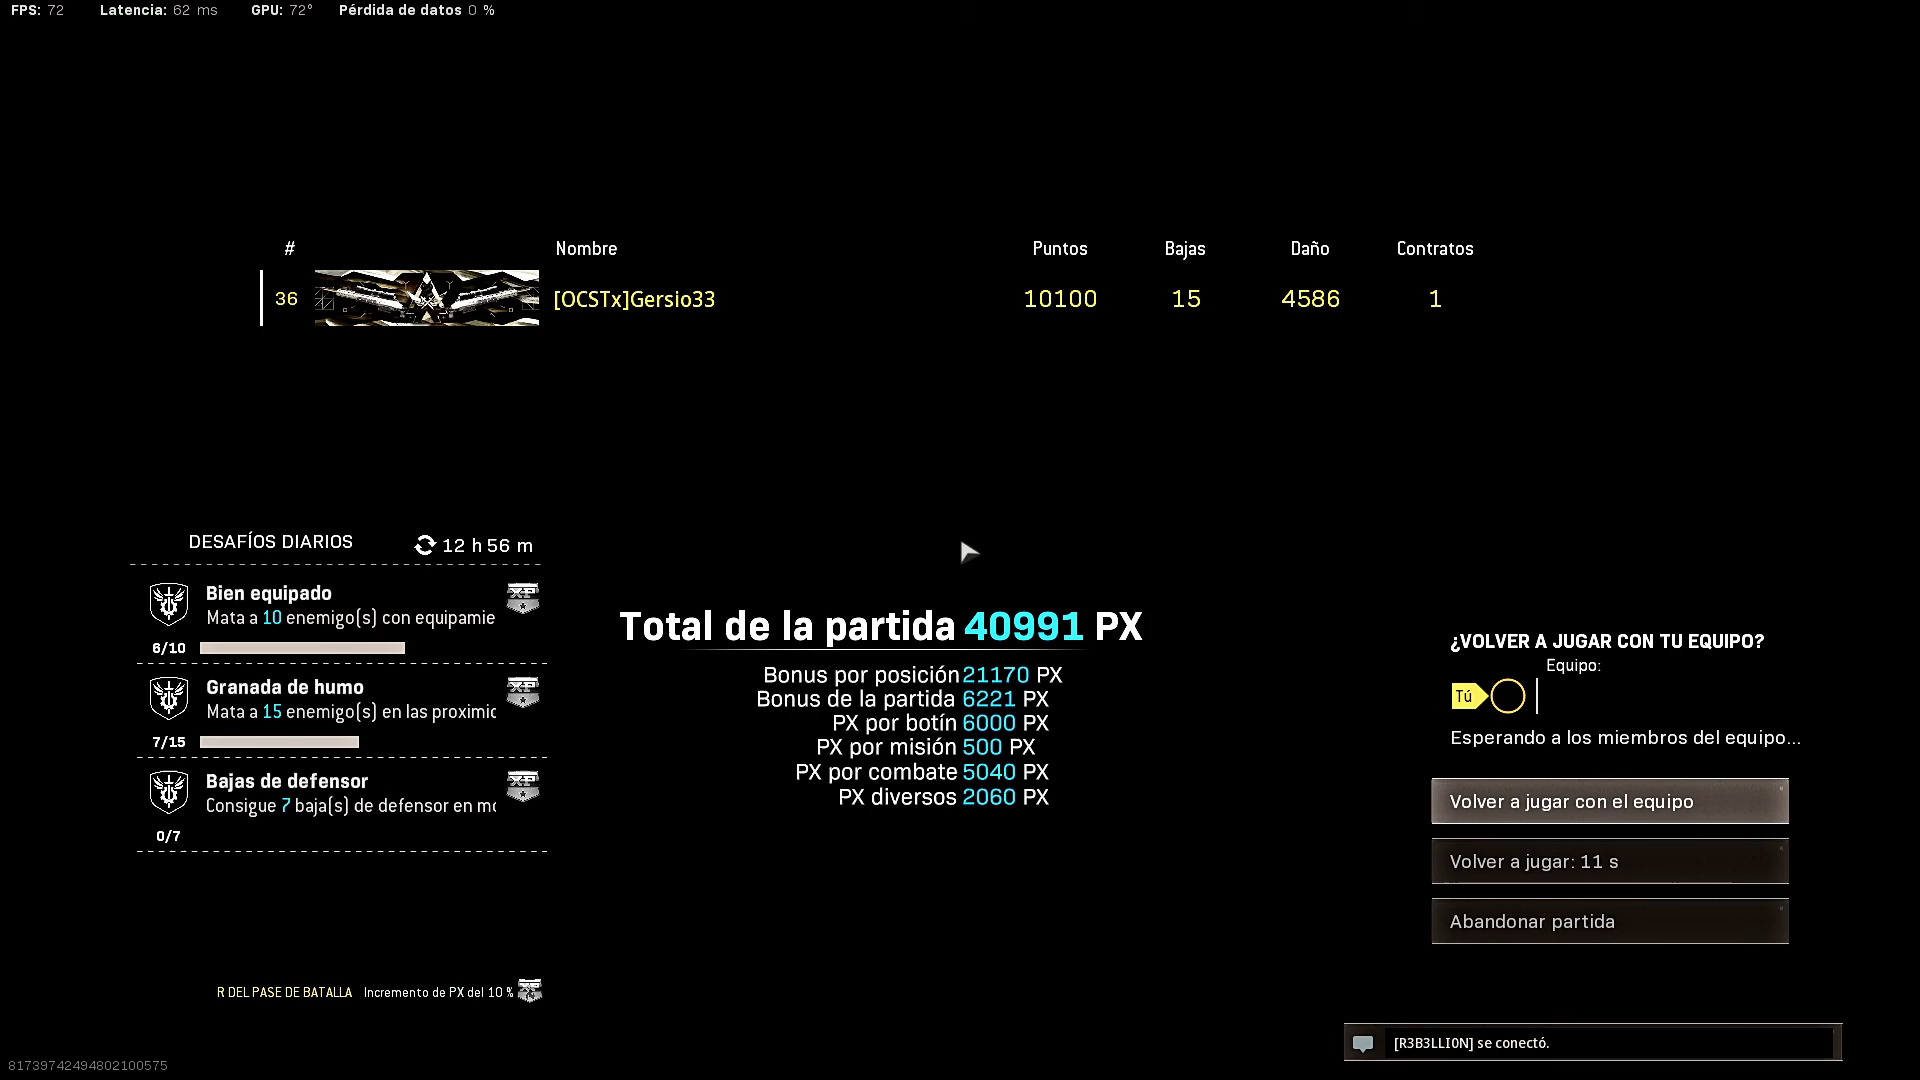 FPS: 72 Latencia: 62 ms GPU: 72° Pérdida de datos 0 %
# Nombre Puntos Bajas Daño Contratos
36 [OCSTx]Gersio33 10100 15 4586 1
DESAFÍOS DIARIOS 12 h 56 m
Bien equipado
Mata a 10 enemigo(s) con equipamie
6/10
Granada de humo
Mata a 15 enemigo(s) en las proximic
7/15
Bajas de defensor
Consigue 7 baja(s) de defensor en mo
0/7
R DEL PASE DE BATALLA Incremento de PX del 10 %
Total de la partida 40991 PX
Bonus por posición 21170 PX
Bonus de la partida 6221 PX
PX por botín 6000 PX
PX por misión 500 PX
PX por combate 5040 PX
PX diversos 2060 PX
¿VOLVER A JUGAR CON TU EQUIPO?
Equipo:
Tú
Esperando a los miembros del equipo...
Volver a jugar con el equipo
Volver a jugar: 11 s
Abandonar partida
[R3B3LLI0N] se conectó.
81739742494802100575